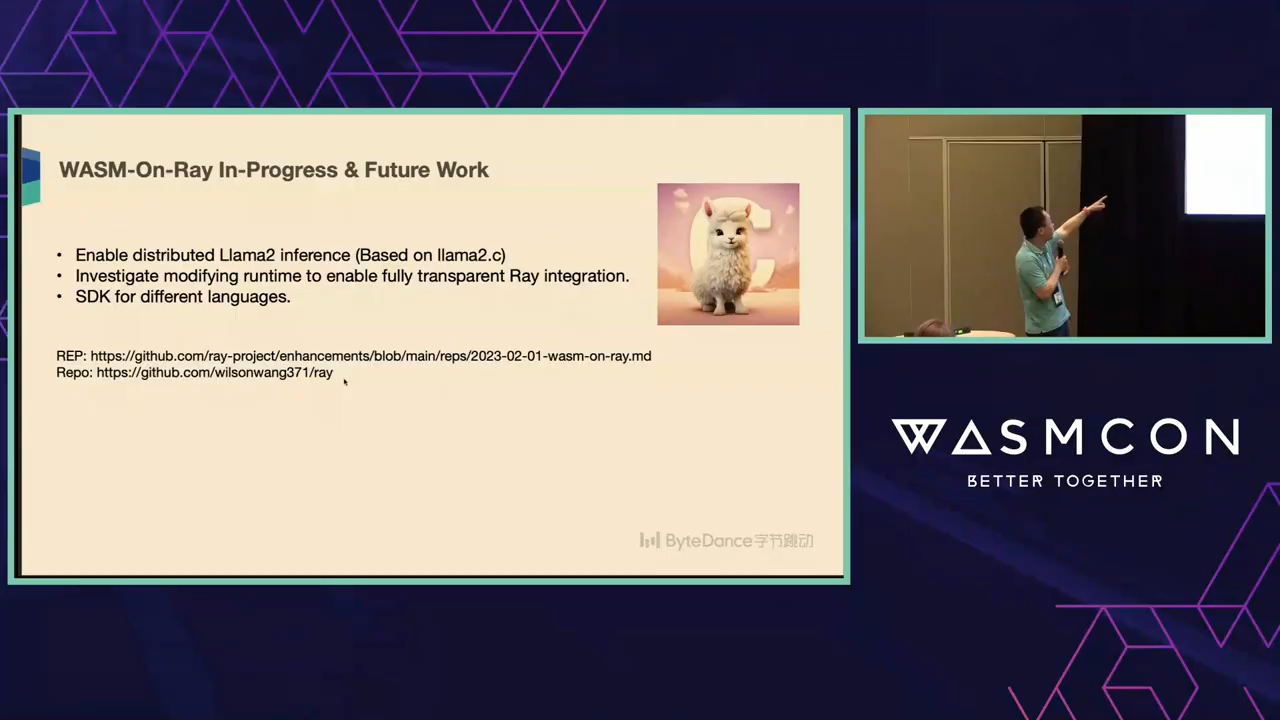 WASM-On-Ray In-Progress & Future Work
• Enable distributed Llama2 inference (Based on llama2.c)
• Investigate modifying runtime to enable fully transparent Ray integration.
• SDK for different languages.
REP: https://github.com/ray-project/enhancements/blob/main/reps/2023-02-01-wasm-on-ray.md
Repo: https://github.com/wilsonwang371/ray
C
ByteDance字节跳动
WASMCON
BETTER TOGETHER